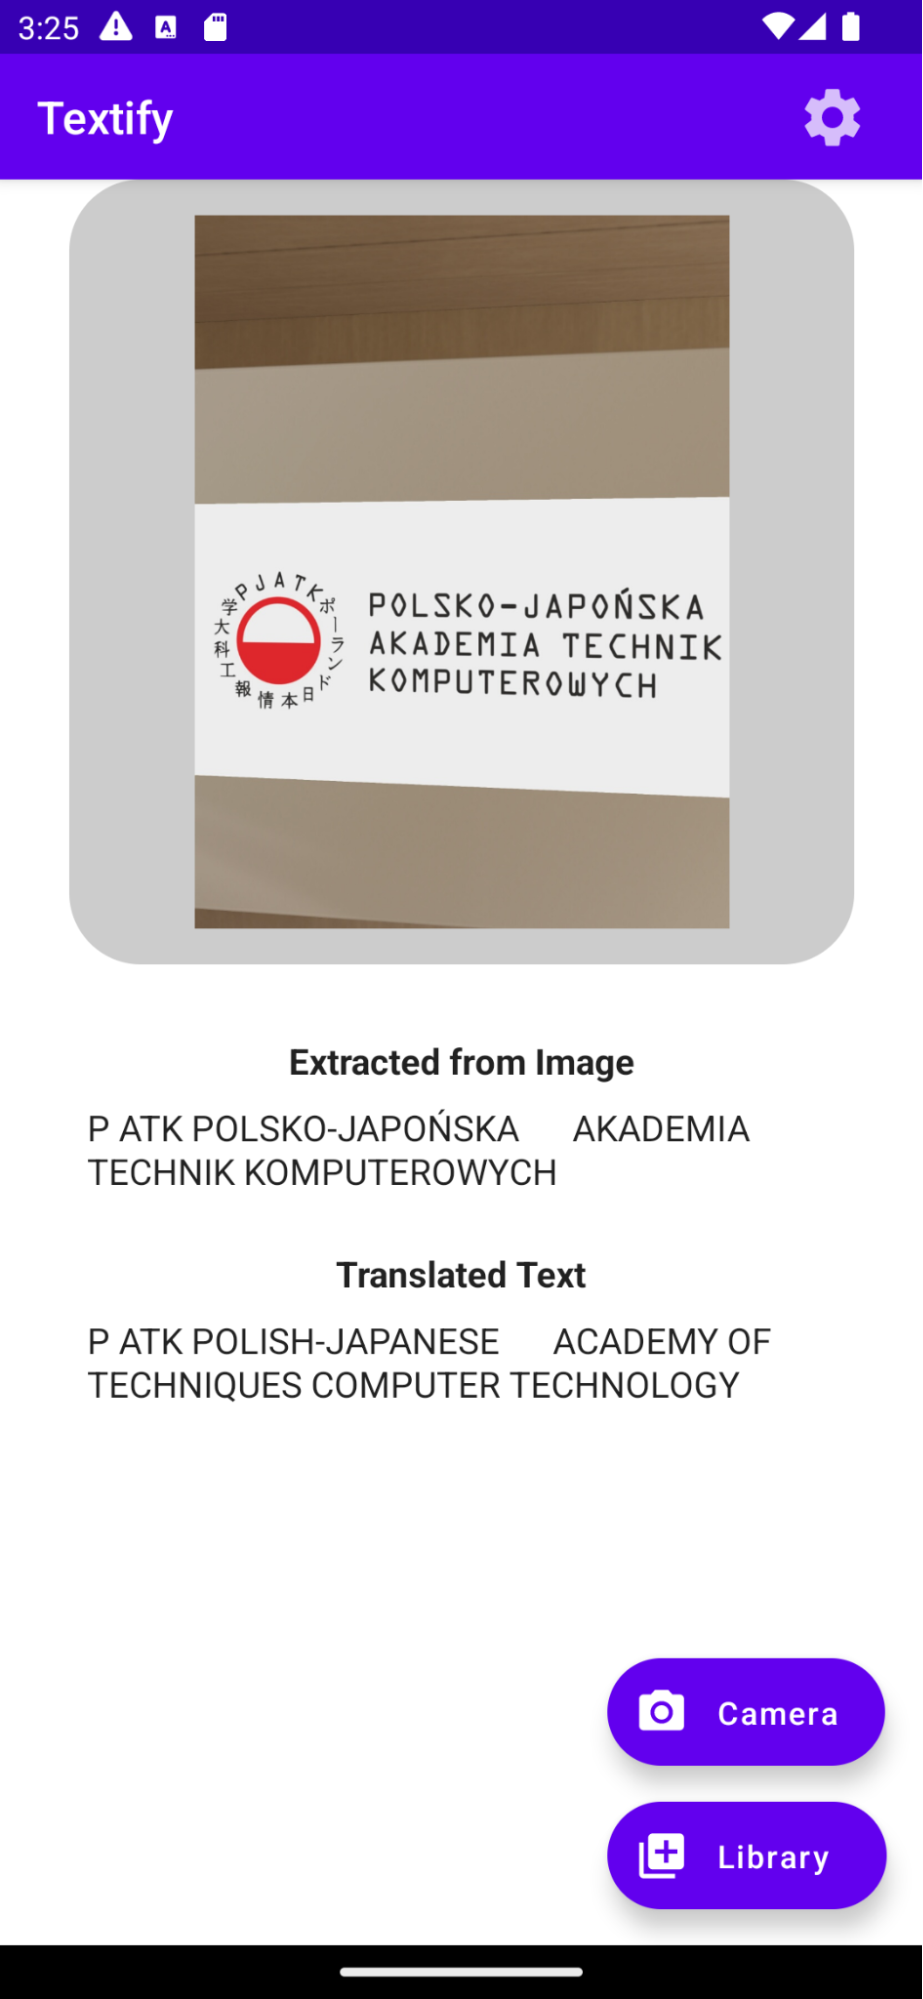 3:25
Textify
PJATK
ポーランド日本情報工科大学
POLSKO-JAPOŃSKA
AKADEMIA TECHNIK
KOMPUTEROWYCH
Extracted from Image
P ATK POLSKO-JAPOŃSKA AKADEMIA
TECHNIK KOMPUTEROWYCH
Translated Text
P ATK POLISH-JAPANESE ACADEMY OF
TECHNIQUES COMPUTER TECHNOLOGY
Camera
Library